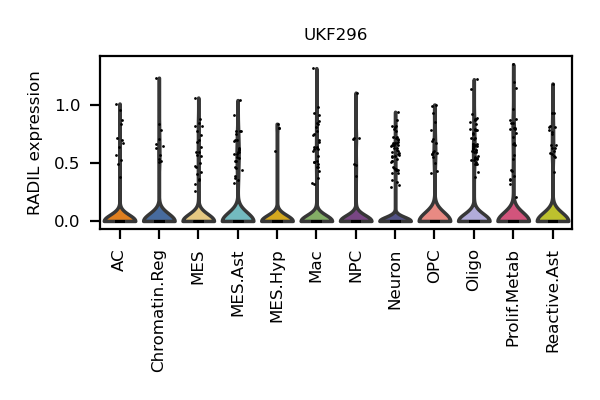 UKF296
RADIL expression
1.0
0.5
0.0
AC
Chromatin.Reg
MES
MES.Ast
MES.Hyp
Mac
NPC
Neuron
OPC
Oligo
Prolif.Metab
Reactive.Ast